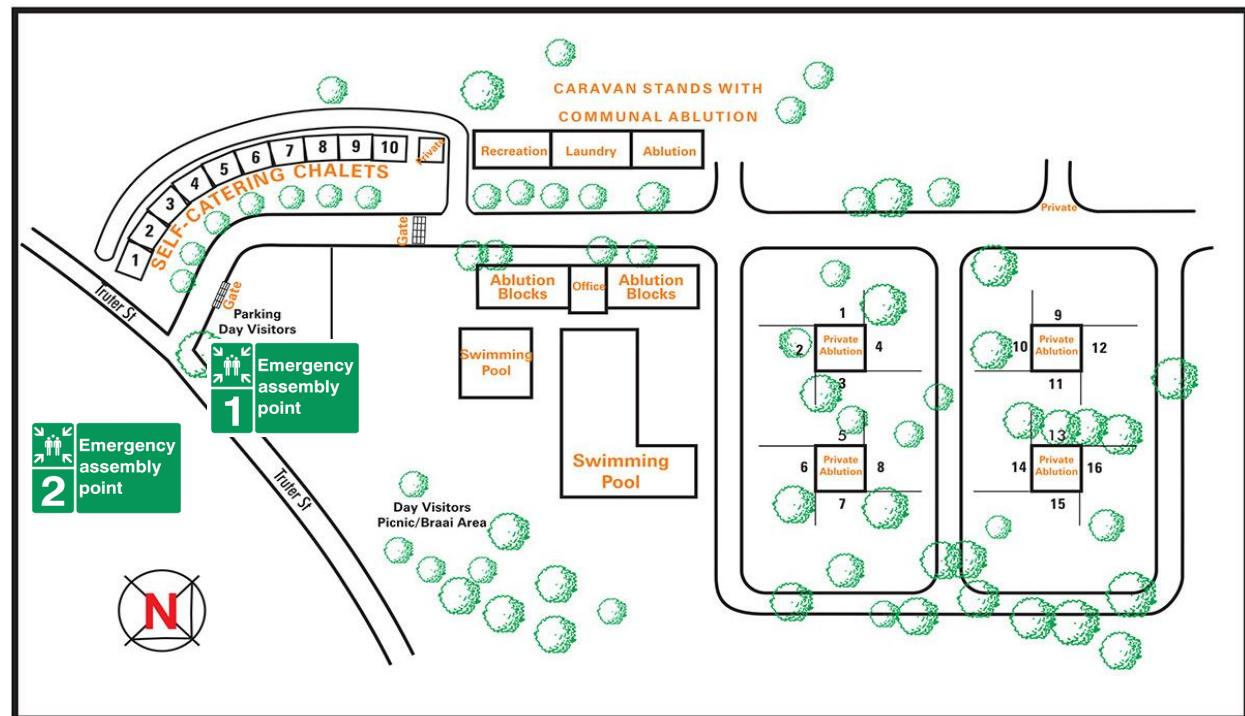 CARAVAN STANDS WITH
COMMUNAL ABLUTION
Recreation
Laundry
Ablution
1
2
3
4
5
6
7
8
9
10
Private
SELF-CATERING CHALETS
Gate
Private
Truter St
Gate
Parking
Day Visitors
Ablution
Blocks
Office
Ablution
Blocks
Swimming
Pool
Swimming
Pool
Emergency
assembly
point
1
Emergency
assembly
point
2
Truter St
Day Visitors
Picnic/Braai Area
N
1
2
Private
Ablution
4
3
5
6
Private
Ablution
8
7
9
10
Private
Ablution
12
11
13
14
Private
Ablution
16
15